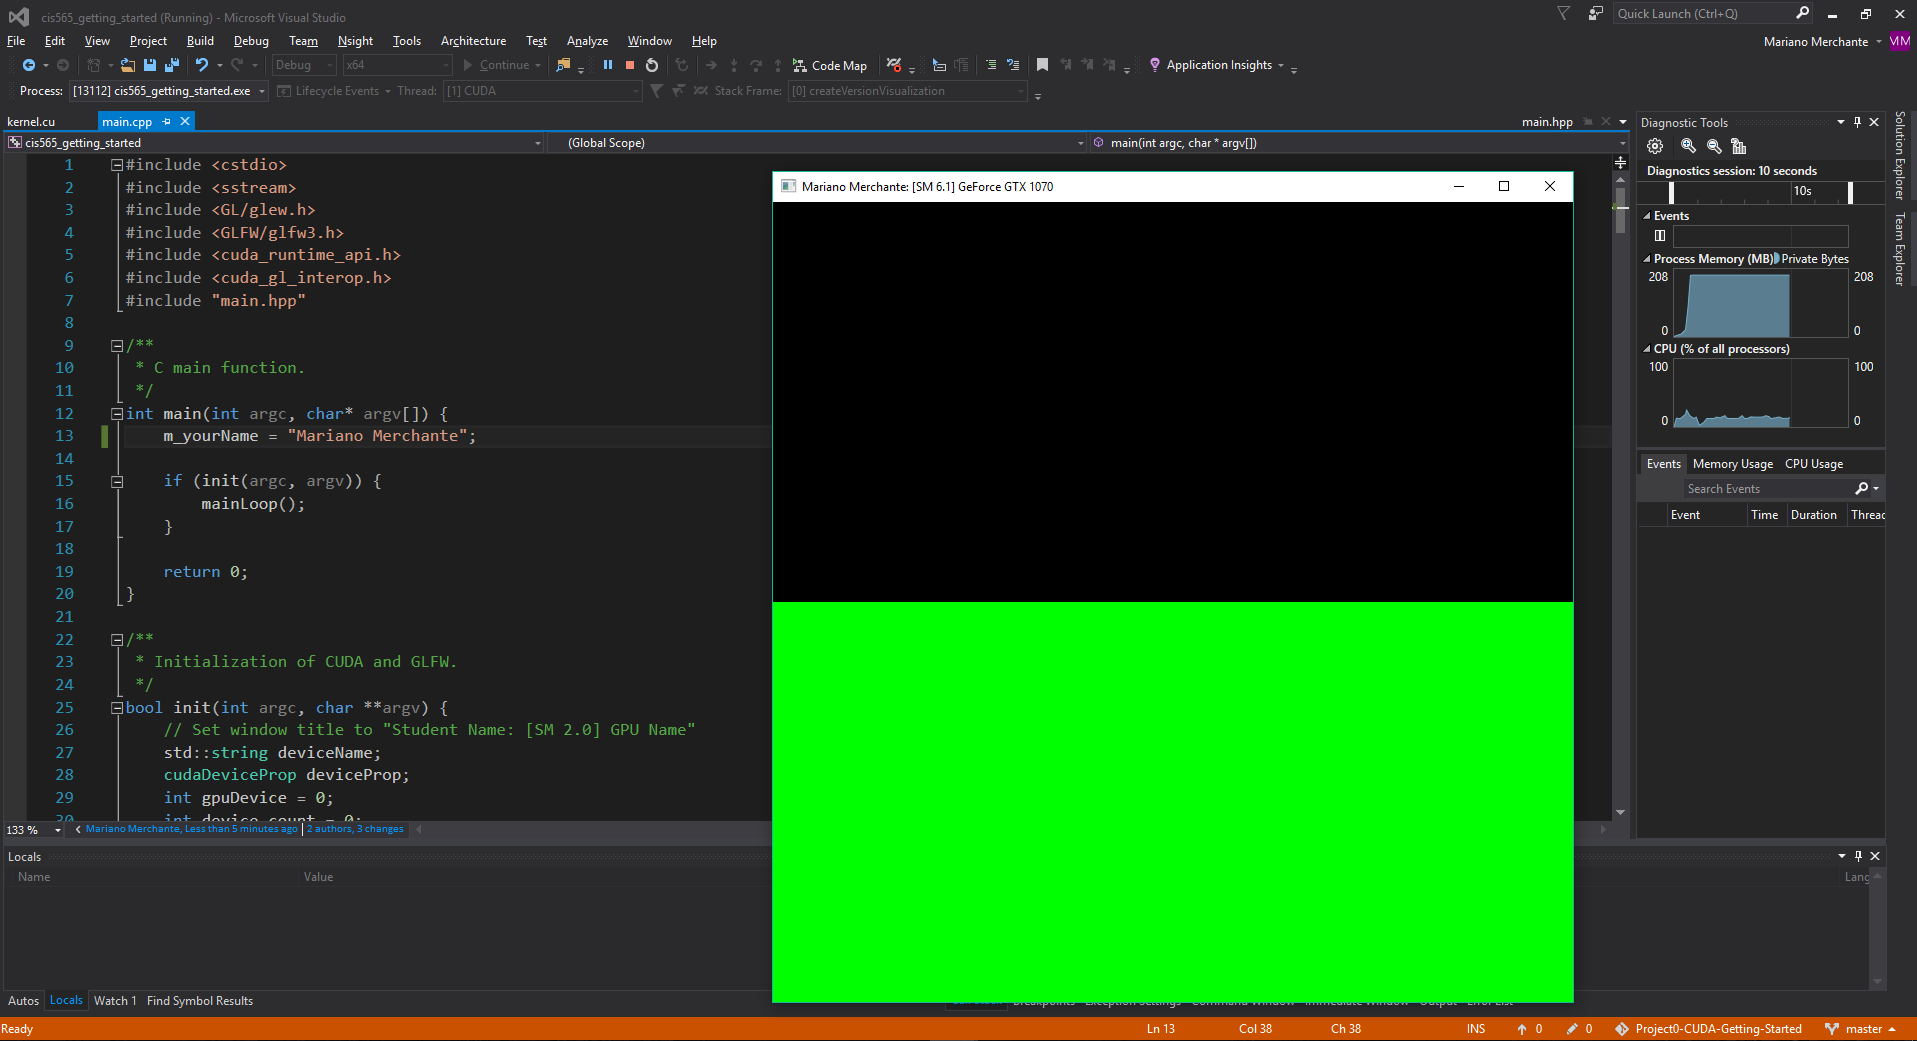 cis565_getting_started (Running) - Microsoft Visual Studio
Quick Launch (Ctrl+Q)
File Edit View Project Build Debug Team Nsight Tools Architecture Test Analyze Window Help
Mariano Merchante MM
Debug x64 Continue Code Map Application Insights
Process: [13112] cis565_getting_started.exe Lifecycle Events Thread: [1] CUDA Stack Frame: [0] createVersionVisualization
kernel.cu main.cpp main.hpp
cis565_getting_started (Global Scope) main(int argc, char * argv[])
1 #include <cstdio>
2 #include <sstream>
3 #include <GL/glew.h>
4 #include <GLFW/glfw3.h>
5 #include <cuda_runtime_api.h>
6 #include <cuda_gl_interop.h>
7 #include "main.hpp"
8
9 /**
10 * C main function.
11 */
12 int main(int argc, char* argv[]) {
13 m_yourName = "Mariano Merchante";
14
15 if (init(argc, argv)) {
16 mainLoop();
17 }
18
19 return 0;
20 }
21
22 /**
23 * Initialization of CUDA and GLFW.
24 */
25 bool init(int argc, char **argv) {
26 // Set window title to "Student Name: [SM 2.0] GPU Name"
27 std::string deviceName;
28 cudaDeviceProp deviceProp;
29 int gpuDevice = 0;
30 int device_count = 0;
133 % Mariano Merchante, Less than 5 minutes ago | 2 authors, 3 changes
Mariano Merchante: [SM 6.1] GeForce GTX 1070
Diagnostic Tools
Diagnostics session: 10 seconds
10s
Events
Process Memory (MB) Private Bytes
208 208
0 0
CPU (% of all processors)
100 100
0 0
Events Memory Usage CPU Usage
Search Events
Event Time Duration Thread
Solution Explorer
Team Explorer
Locals
Name Value Lang
Autos Locals Watch 1 Find Symbol Results
Breakpoints Exception Settings Command Window Immediate Window Output Error List
Ready Ln 13 Col 38 Ch 38 INS 0 0 Project0-CUDA-Getting-Started master